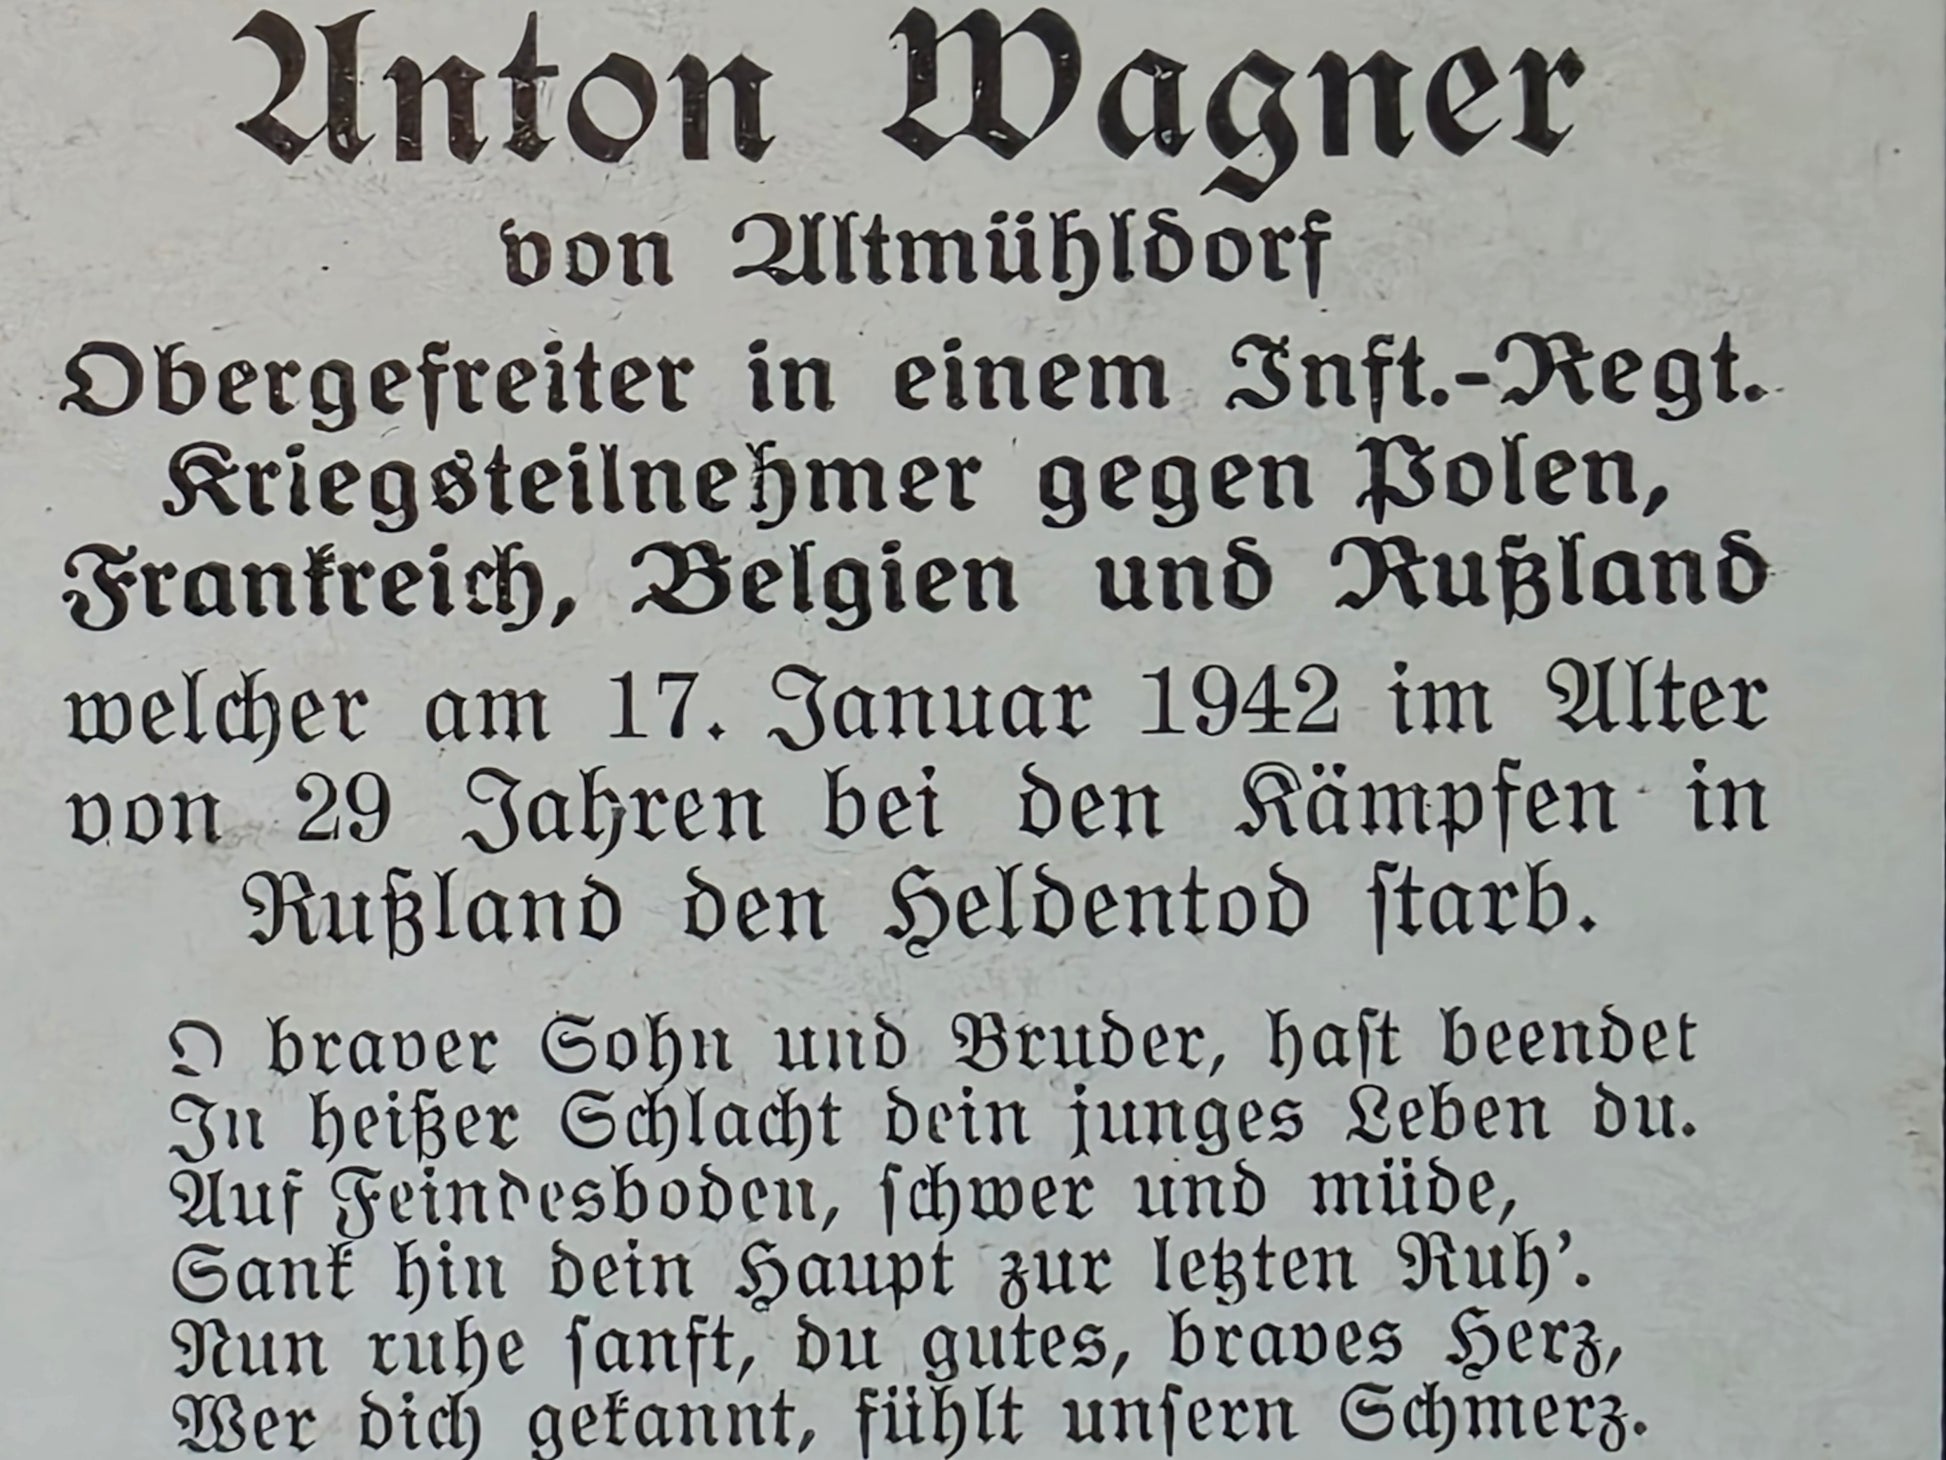 Anton Wagner
von Altmühldorf
Obergefreiter in einem Inft.-Regt.
Kriegsteilnehmer gegen Polen,
Frankreich, Belgien und Rußland
welcher am 17. Januar 1942 im Alter
von 29 Jahren bei den Kämpfen in
Rußland den Heldentod ſtarb.
O braver Sohn und Bruder, haſt beendet
In heißer Schlacht dein junges Leben du.
Auf Feindesboden, ſchwer und müde,
Sank hin dein Haupt zur letzten Ruh'.
Nun ruhe ſanft, du gutes, braves Herz,
Wer dich gekannt, fühlt unſern Schmerz.